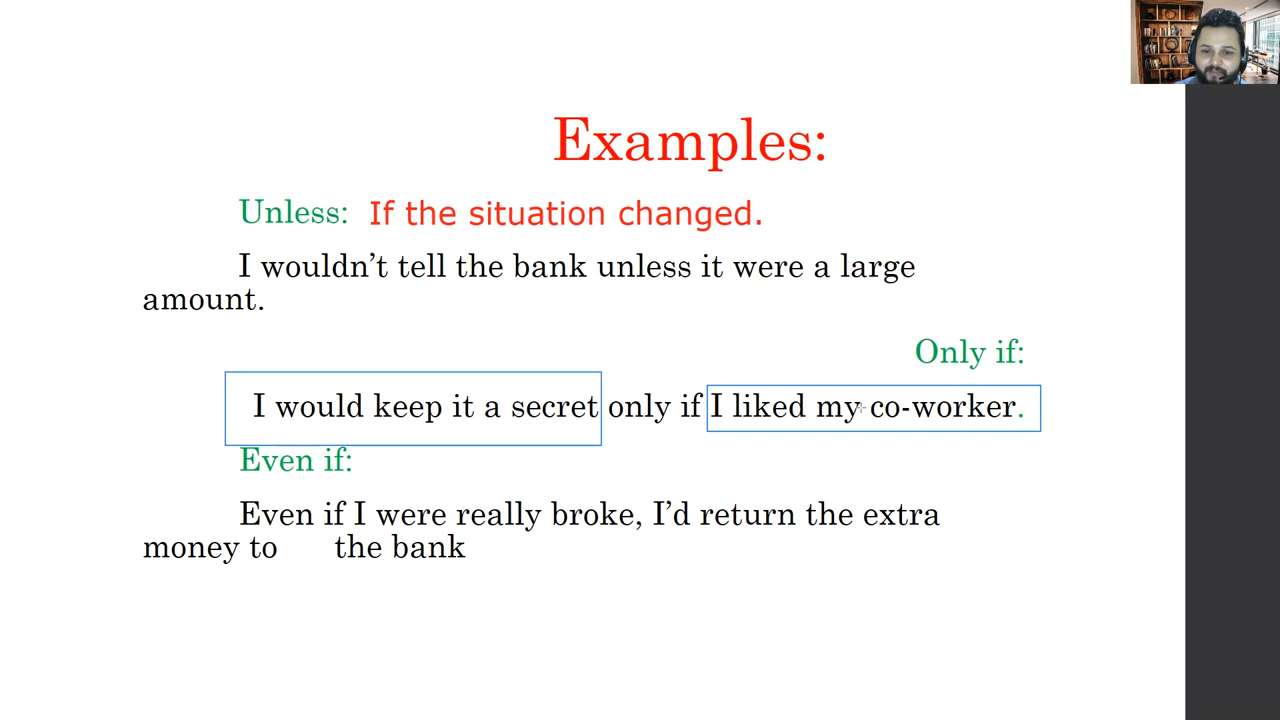 Examples:
Unless: If the situation changed.
I wouldn’t tell the bank unless it were a large
amount.
Only if:
I would keep it a secret only if I liked my co-worker.
Even if:
Even if I were really broke, I’d return the extra
money to the bank